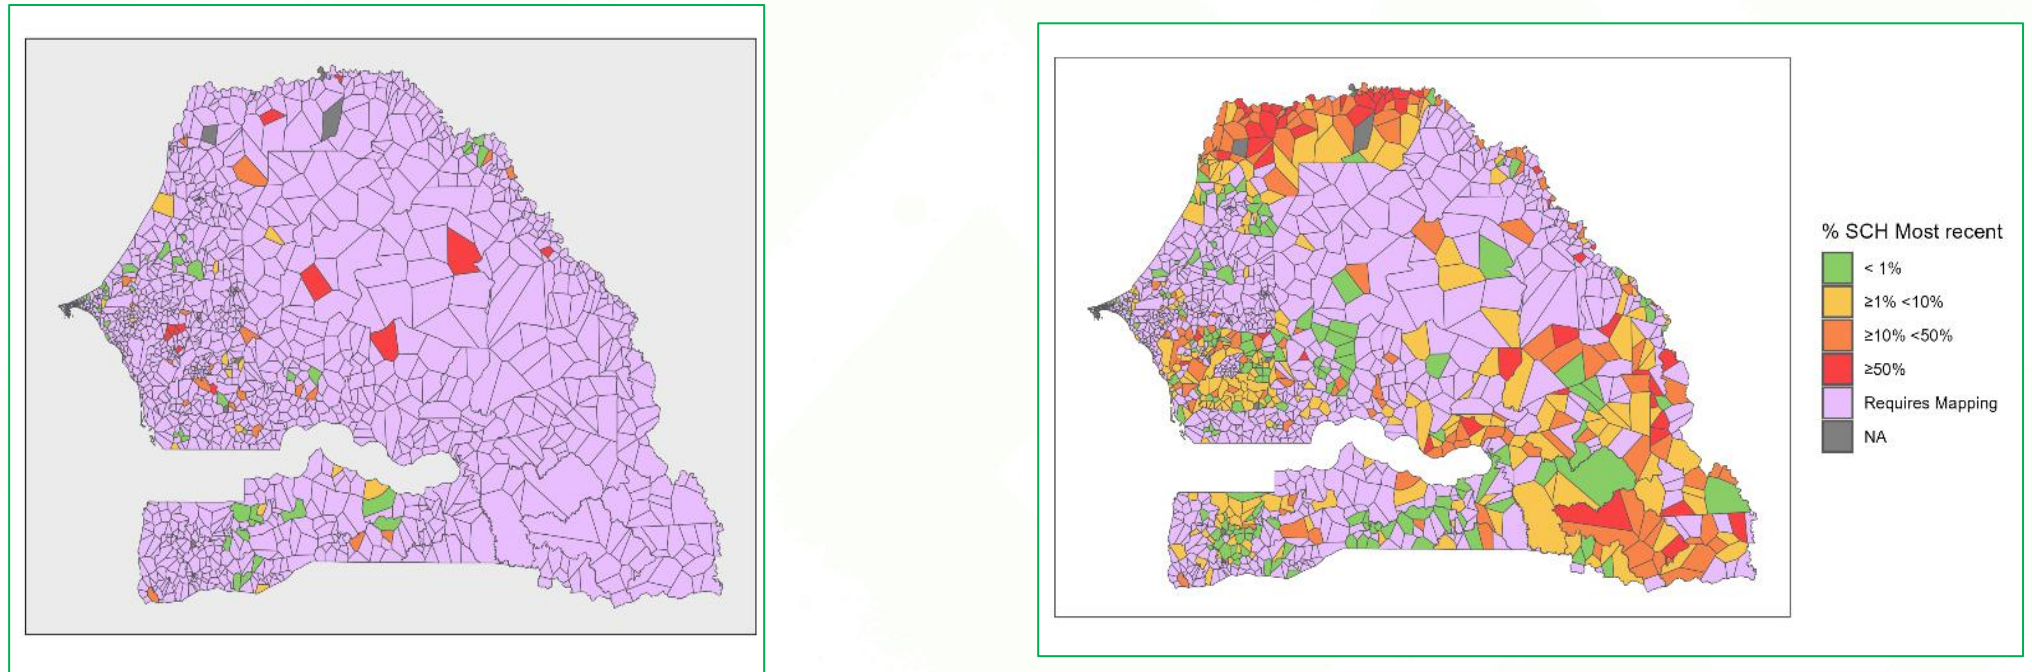 % SCH Most recent
< 1%
≥1% <10%
≥10% <50%
≥50%
Requires Mapping
NA